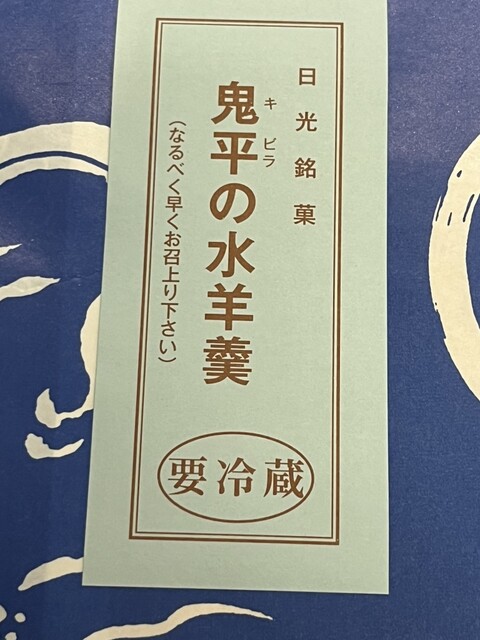 日光銘菓
鬼平の水羊羹
キビラ
(なるべく早くお召上り下さい)
要冷蔵